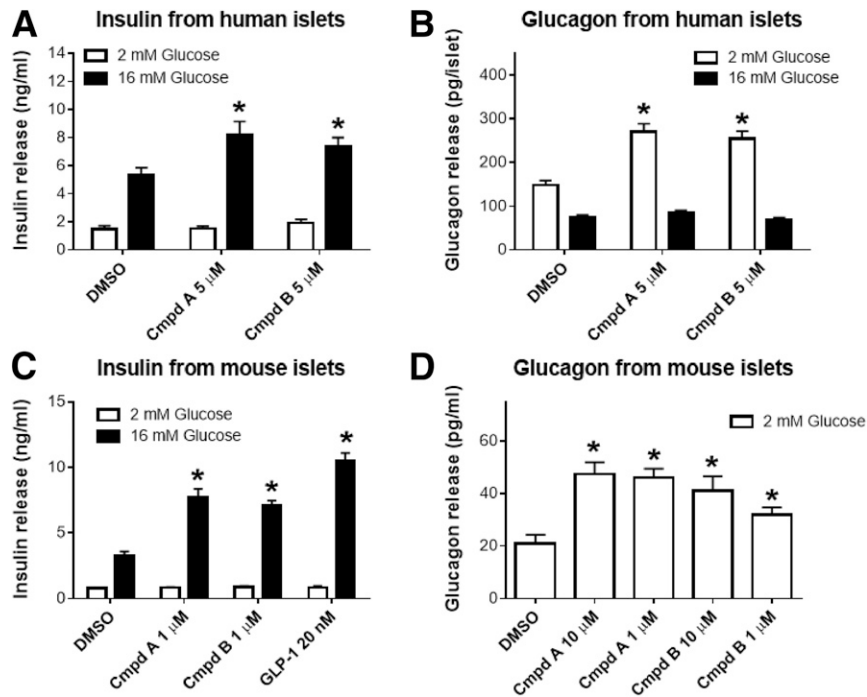 A
Insulin from human islets
Insulin release (ng/ml)
14
12
10
8
6
4
2
0
2 mM Glucose
16 mM Glucose
*
*
DMSO
Cmpd A 5 μM
Cmpd B 5 μM
B
Glucagon from human islets
Glucagon release (pg/islet)
400
300
200
100
0
2 mM Glucose
16 mM Glucose
*
*
DMSO
Cmpd A 5 μM
Cmpd B 5 μM
C
Insulin from mouse islets
Insulin release (ng/ml)
15
10
5
0
2 mM Glucose
16 mM Glucose
*
*
*
DMSO
Cmpd A 1 μM
Cmpd B 1 μM
GLP-1 20 nM
D
Glucagon from mouse islets
Glucagon release (pg/ml)
60
40
20
0
2 mM Glucose
*
*
*
*
DMSO
Cmpd A 10 μM
Cmpd A 1 μM
Cmpd B 10 μM
Cmpd B 1 μM